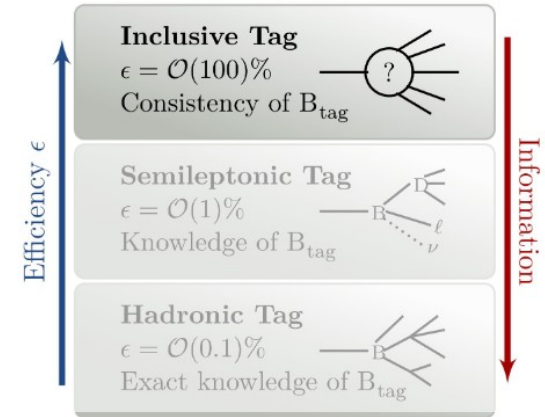 Efficiency ϵ
Inclusive Tag
ϵ = O(100)%
Consistency of B_tag
?
Semileptonic Tag
ϵ = O(1)%
Knowledge of B_tag
B
D
ℓ
ν
Hadronic Tag
ϵ = O(0.1)%
Exact knowledge of B_tag
B
Information